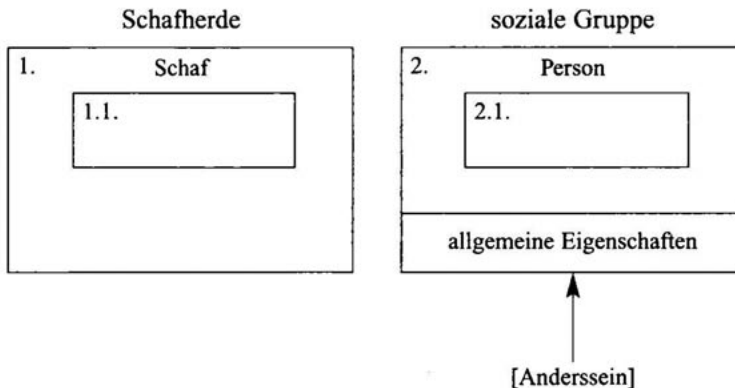 Schafherde
soziale Gruppe
1.
Schaf
1.1.
2.
Person
2.1.
allgemeine Eigenschaften
[Anderssein]